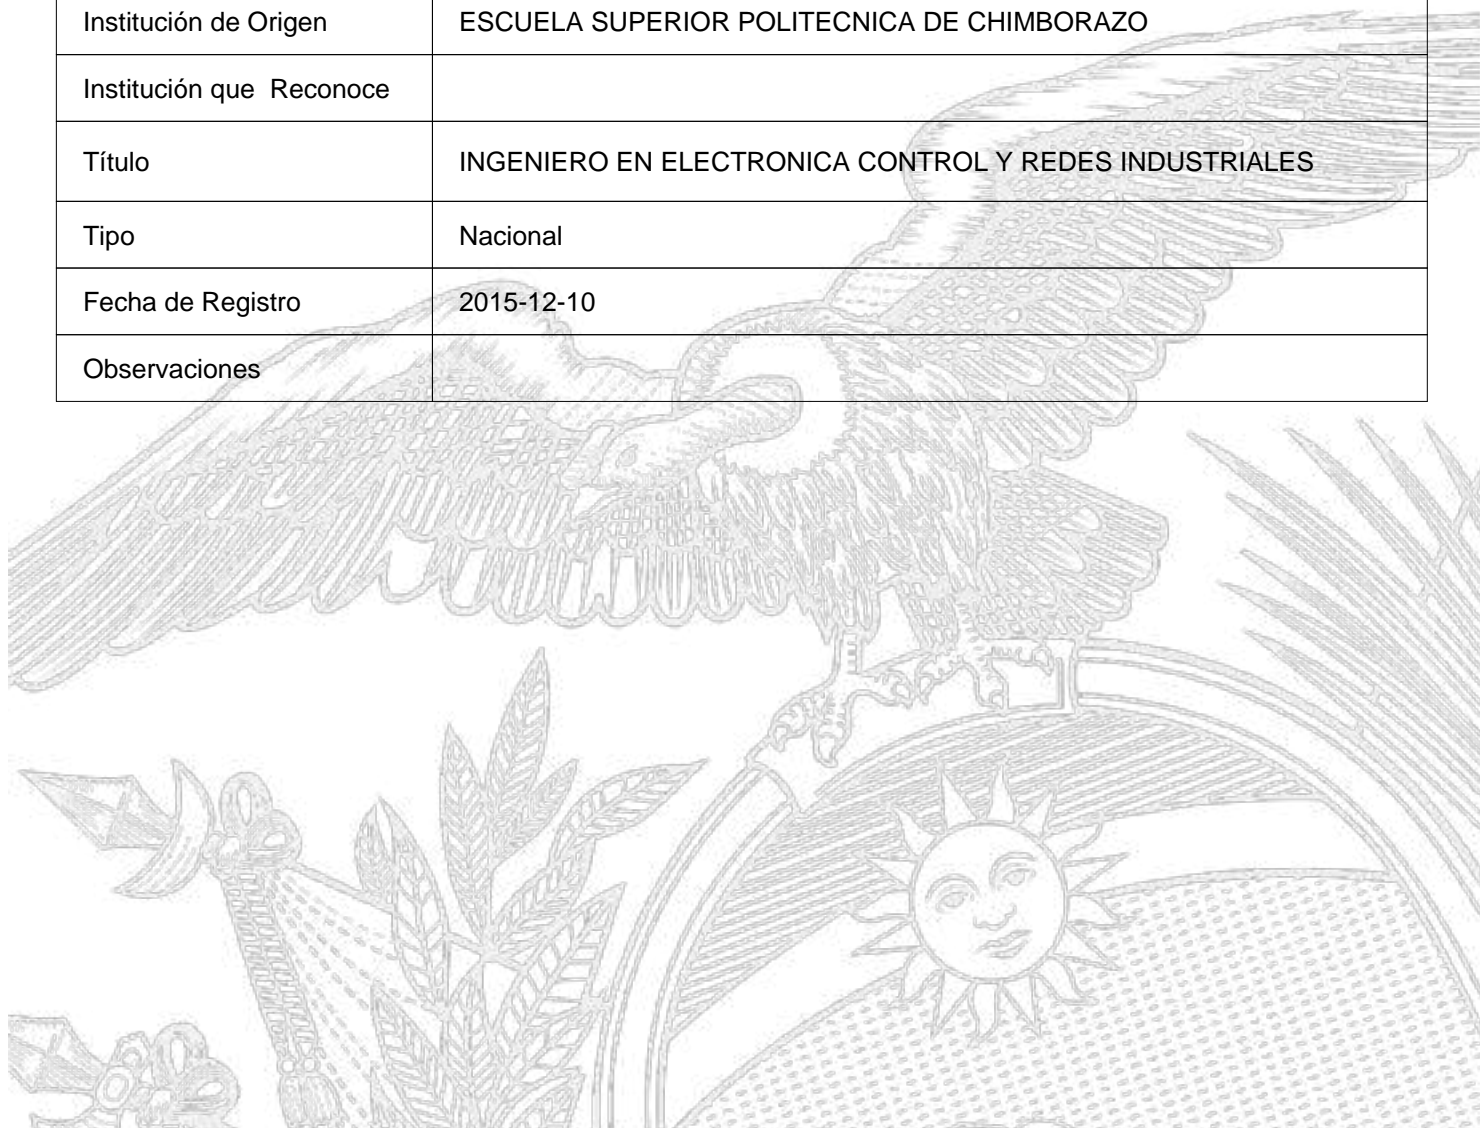 Institución de Origen ESCUELA SUPERIOR POLITECNICA DE CHIMBORAZO
Institución que  Reconoce
Título INGENIERO EN ELECTRONICA CONTROL Y REDES INDUSTRIALES
Tipo Nacional
Fecha de Registro 2015-12-10
Observaciones